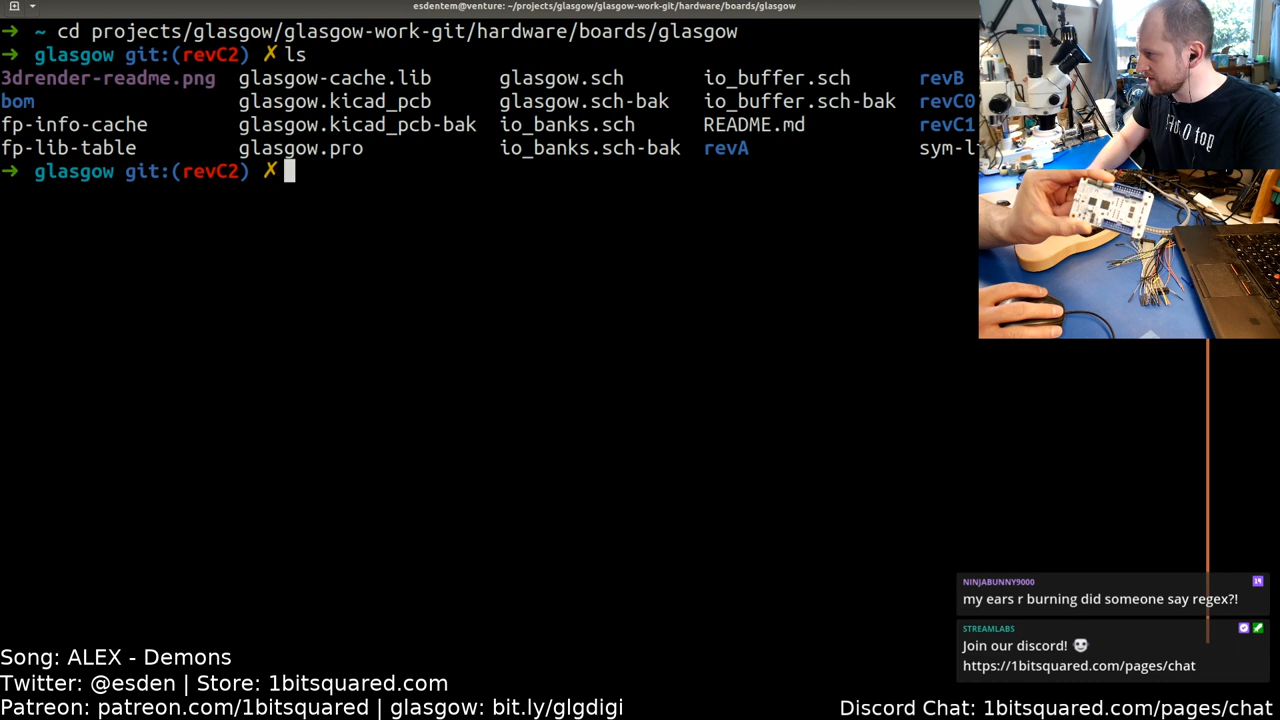 esdentem@venture: ~/projects/glasgow/glasgow-work-git/hardware/boards/glasgow
→ ~ cd projects/glasgow/glasgow-work-git/hardware/boards/glasgow
→ glasgow git:(revC2) ✗ ls
3drender-readme.png glasgow-cache.lib glasgow.sch io_buffer.sch revB
bom glasgow.kicad_pcb glasgow.sch-bak io_buffer.sch-bak revC0
fp-info-cache glasgow.kicad_pcb-bak io_banks.sch README.md revC1
fp-lib-table glasgow.pro io_banks.sch-bak revA sym-li
→ glasgow git:(revC2) ✗
NINJABUNNY9000
my ears r burning did someone say regex?!
STREAMLABS
Join our discord!
https://1bitsquared.com/pages/chat
Song: ALEX - Demons
Twitter: @esden | Store: 1bitsquared.com
Patreon: patreon.com/1bitsquared | glasgow: bit.ly/glgdigi
Discord Chat: 1bitsquared.com/pages/chat